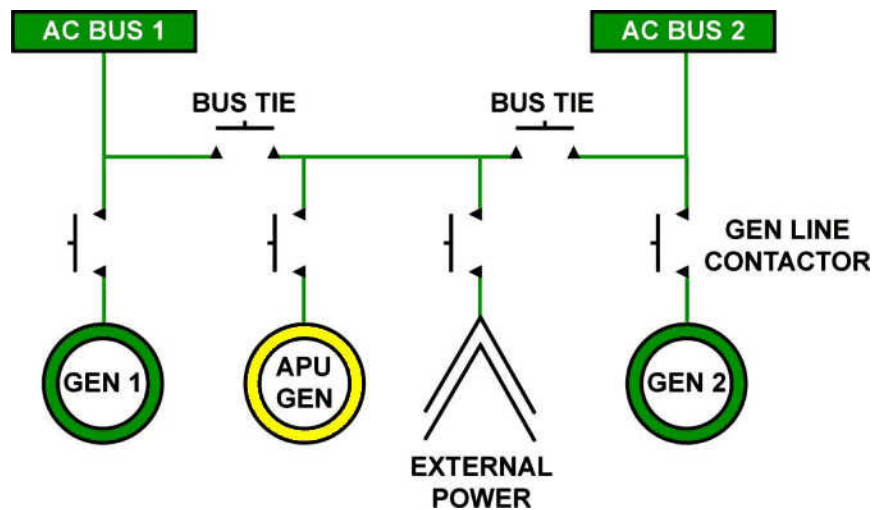 AC BUS 1
AC BUS 2
BUS TIE
BUS TIE
GEN LINE
CONTACTOR
GEN 1
APU
GEN
GEN 2
EXTERNAL
POWER